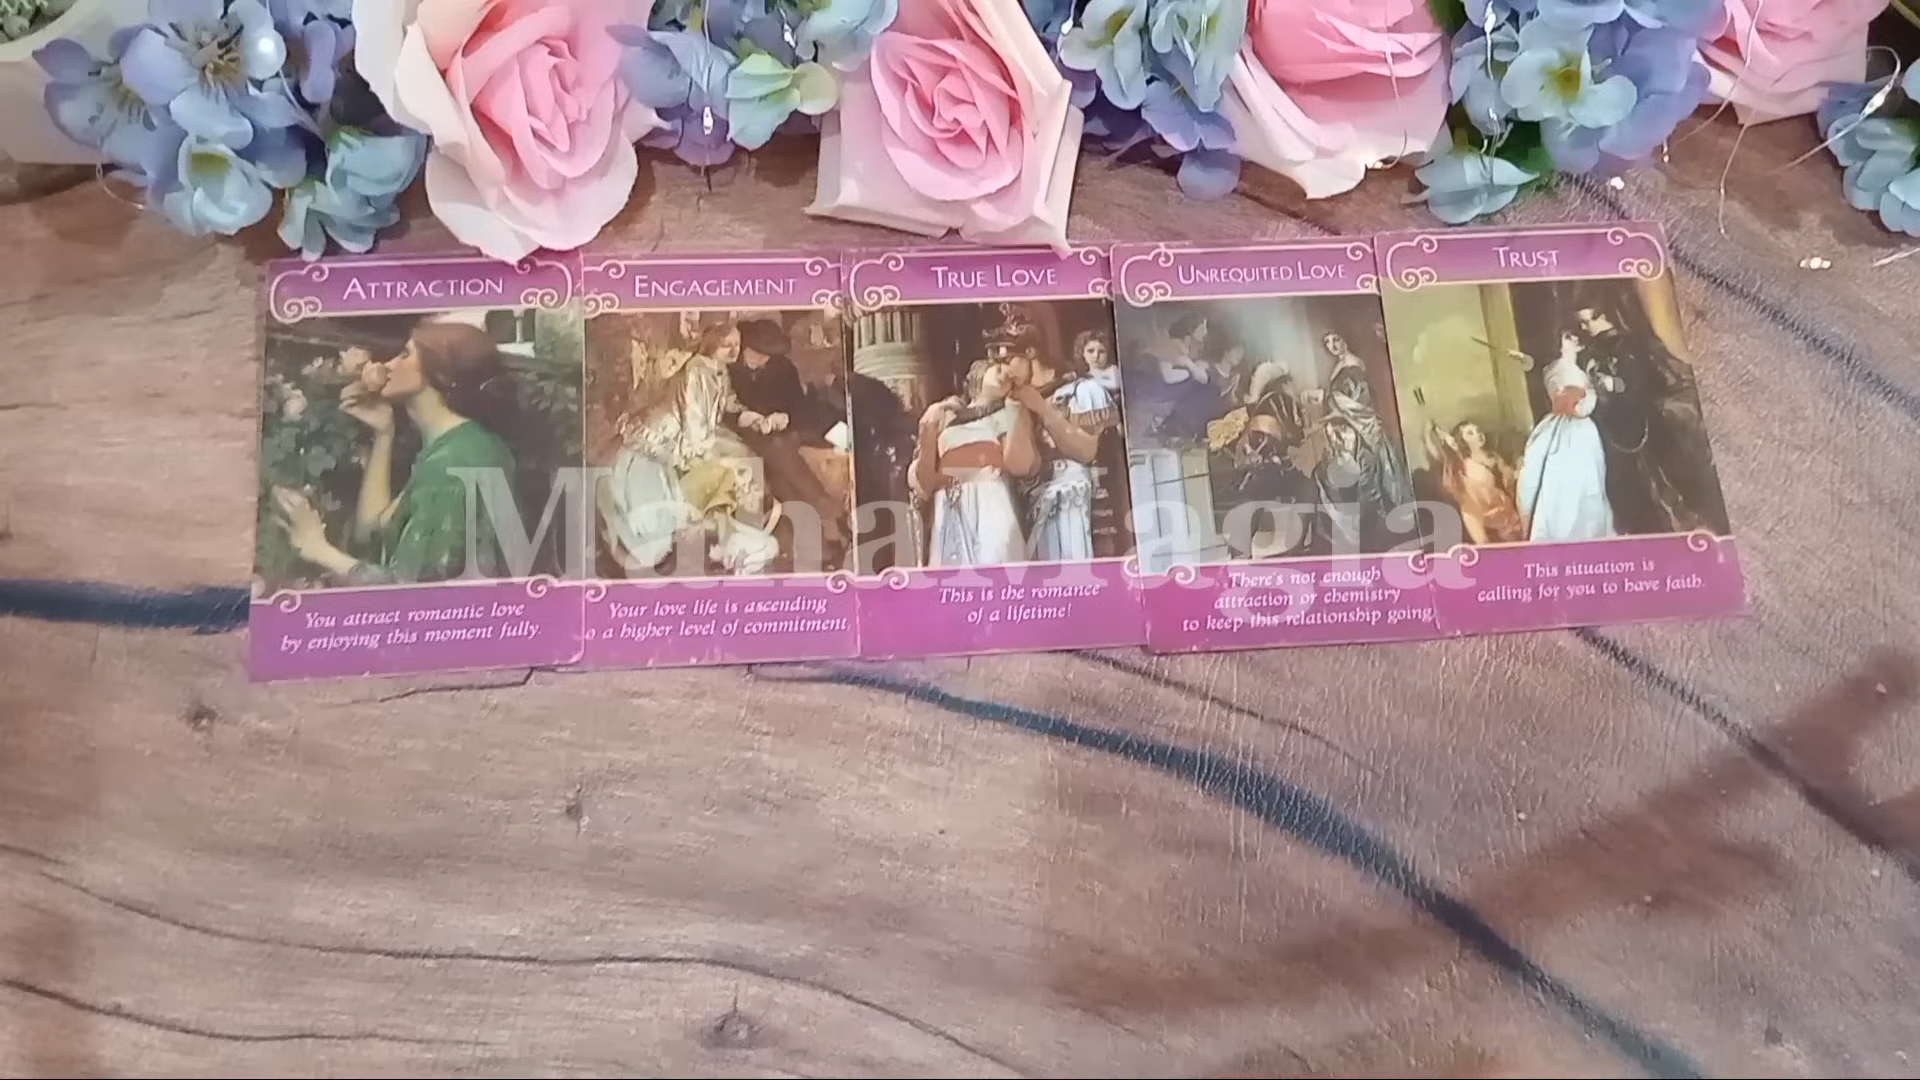 ATTRACTION
ENGAGEMENT
TRUE LOVE
UNREQUITED LOVE
TRUST
MahaMagia
You attract romantic love
by enjoying this moment fully.
Your love life is ascending
o a higher level of commitment.
This is the romance
of a lifetime!
There's not enough
attraction or chemistry
to keep this relationship going
This situation is
calling for you to have faith.